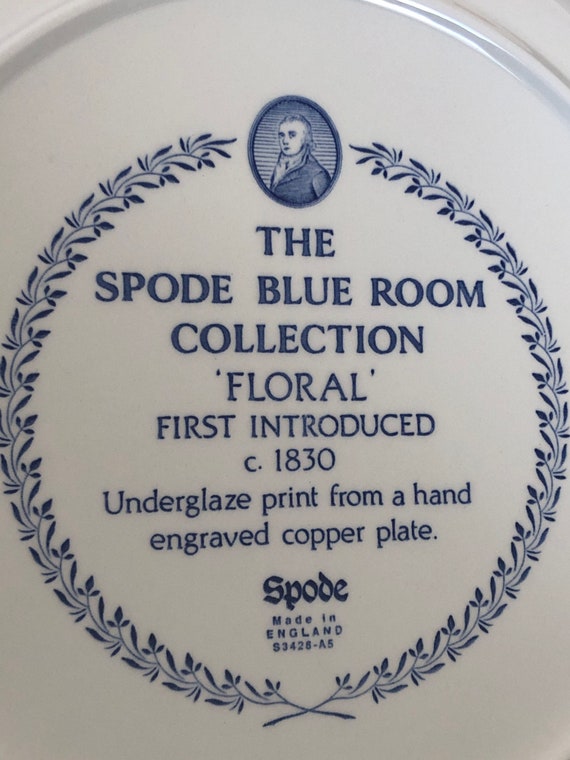 THE
SPODE BLUE ROOM
COLLECTION
'FLORAL'
FIRST INTRODUCED
c. 1830
Underglaze print from a hand
engraved copper plate.
Spode
Made in
ENGLAND
S3428-A5